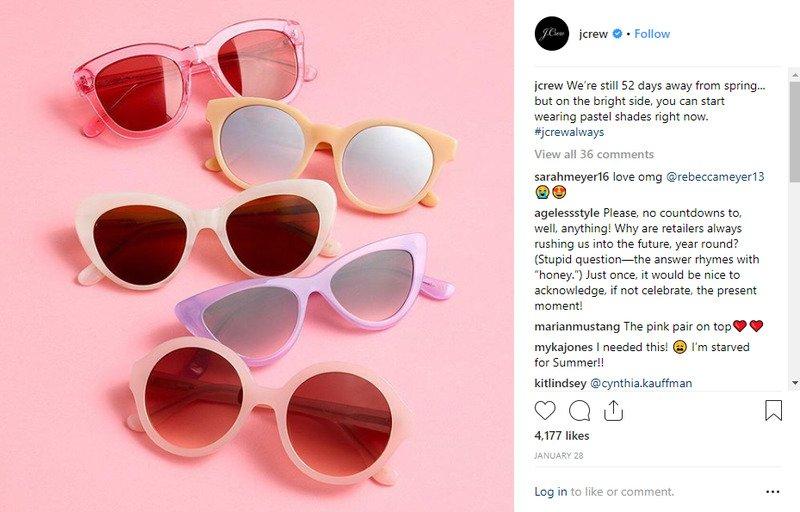 J.Crew
jcrew • Follow
jcrew We're still 52 days away from spring...
but on the bright side, you can start
wearing pastel shades right now.
#jcrewalways
View all 36 comments
sarahmeyer16 love omg @rebeccameyer13
😭😍
agelessstyle Please, no countdowns to,
well, anything! Why are retailers always
rushing us into the future, year round?
(Stupid question—the answer rhymes with
“honey.”) Just once, it would be nice to
acknowledge, if not celebrate, the present
moment!
marianmustang The pink pair on top❤️❤️
mykajones I needed this! 😩 I'm starved
for Summer!!
kitlindsey @cynthia.kauffman
4,177 likes
JANUARY 28
Log in to like or comment.